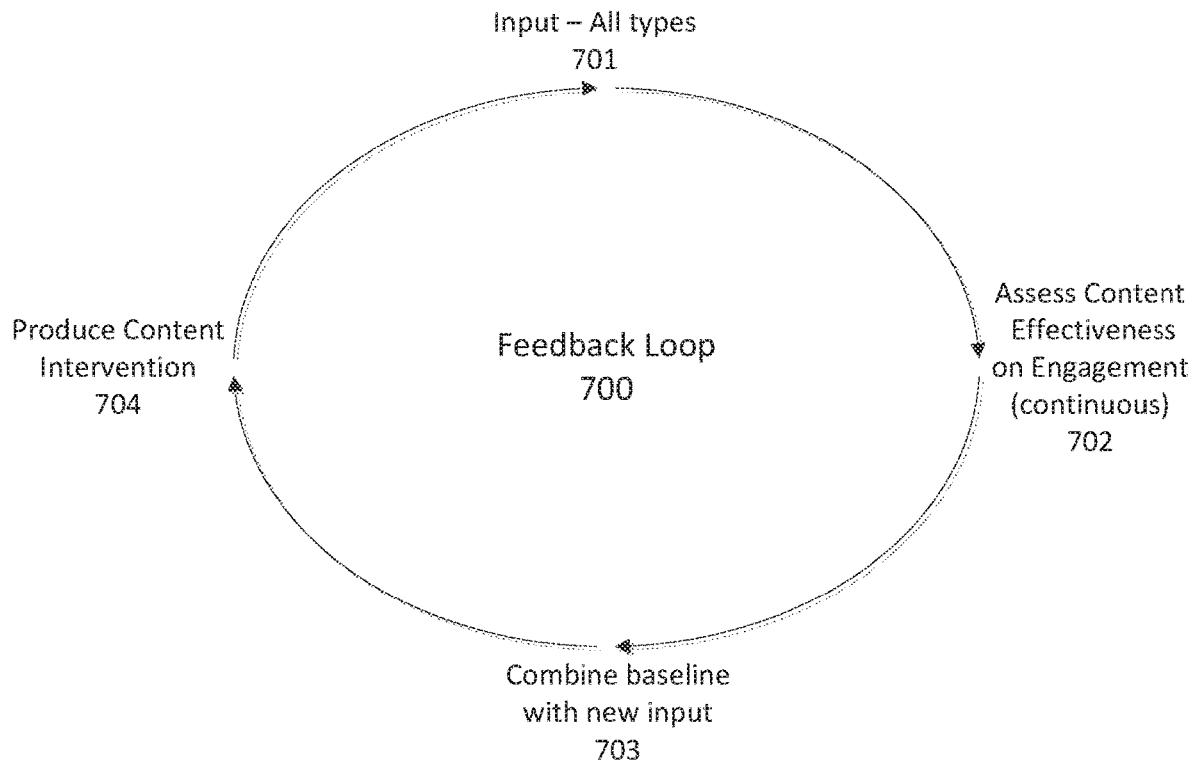 Input – All types
701
Assess Content
Effectiveness
on Engagement
(continuous)
702
Produce Content
Intervention
704
Feedback Loop
700
Combine baseline
with new input
703